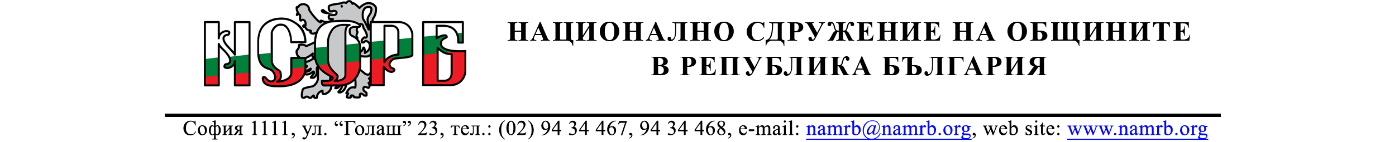 НСОРБ
НАЦИОНАЛНО СДРУЖЕНИЕ НА ОБЩИНИТЕ
В РЕПУБЛИКА БЪЛГАРИЯ
София 1111, ул. “Голаш” 23, тел.: (02) 94 34 467, 94 34 468, e-mail: namrb@namrb.org, web site: www.namrb.org